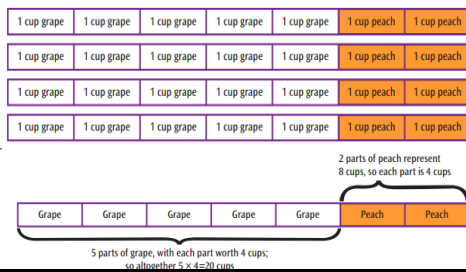 1 cup grape 1 cup grape 1 cup grape 1 cup grape 1 cup grape 1 cup peach 1 cup peach
1 cup grape 1 cup grape 1 cup grape 1 cup grape 1 cup grape 1 cup peach 1 cup peach
1 cup grape 1 cup grape 1 cup grape 1 cup grape 1 cup grape 1 cup peach 1 cup peach
1 cup grape 1 cup grape 1 cup grape 1 cup grape 1 cup grape 1 cup peach 1 cup peach
2 parts of peach represent
8 cups, so each part is 4 cups
Grape Grape Grape Grape Grape Peach Peach
5 parts of grape, with each part worth 4 cups;
so altogether 5 × 4=20 cups